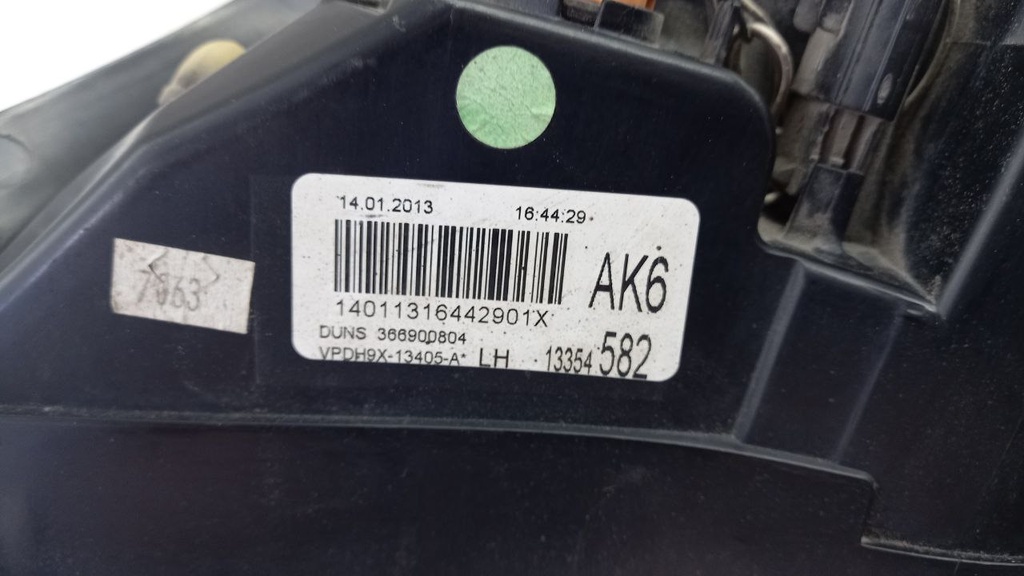 14.01.2013 16:44:29
AK6
14011316442901X
DUNS 366900804
VPDH9X-13405-A LH 13354 582
7063